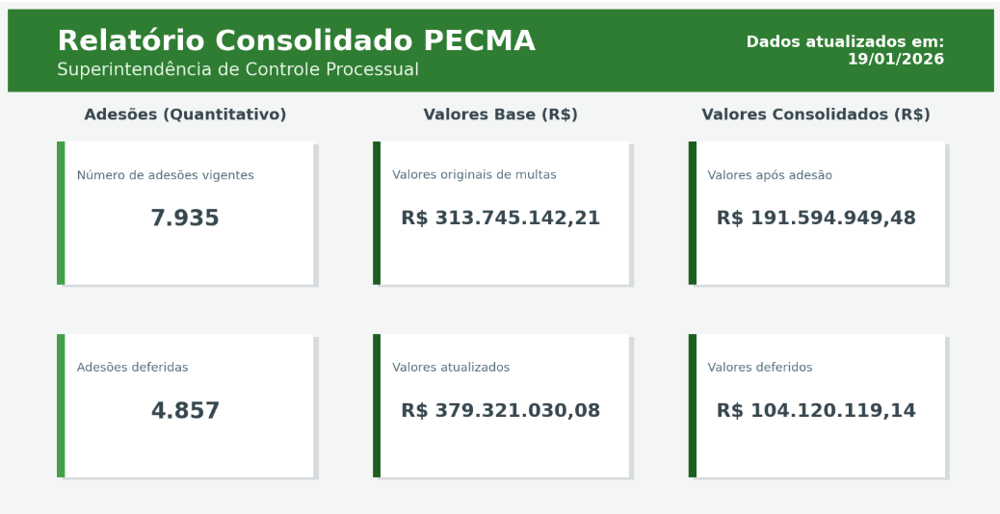 Relatório Consolidado PECMA
Superintendência de Controle Processual
Dados atualizados em:
19/01/2026
Adesões (Quantitativo)
Valores Base (R$)
Valores Consolidados (R$)
Número de adesões vigentes
7.935
Valores originais de multas
R$ 313.745.142,21
Valores após adesão
R$ 191.594.949,48
Adesões deferidas
4.857
Valores atualizados
R$ 379.321.030,08
Valores deferidos
R$ 104.120.119,14